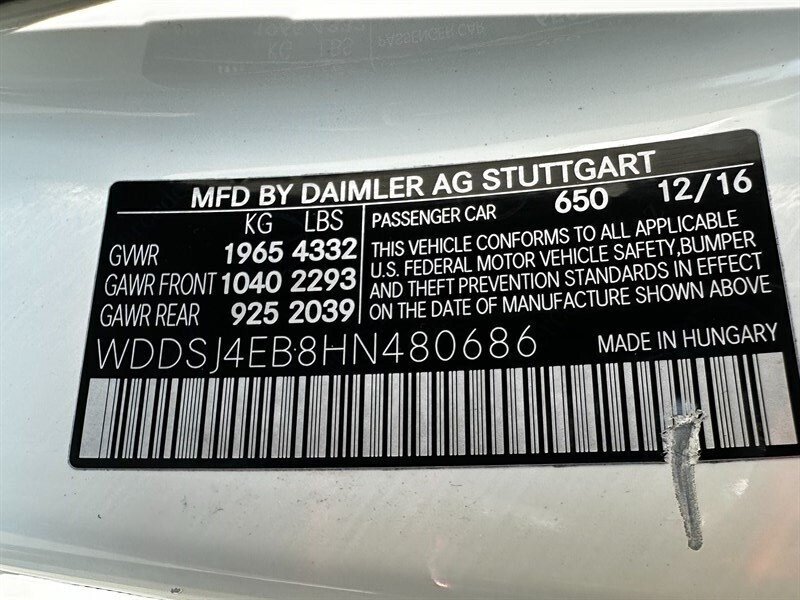 MFD BY DAIMLER AG STUTTGART
KG LBS
GVWR 1965 4332
GAWR FRONT 1040 2293
GAWR REAR 925 2039
PASSENGER CAR 650 12/16
THIS VEHICLE CONFORMS TO ALL APPLICABLE
U.S. FEDERAL MOTOR VEHICLE SAFETY,BUMPER
AND THEFT PREVENTION STANDARDS IN EFFECT
ON THE DATE OF MANUFACTURE SHOWN ABOVE
WDDSJ4EB8HN480686 MADE IN HUNGARY